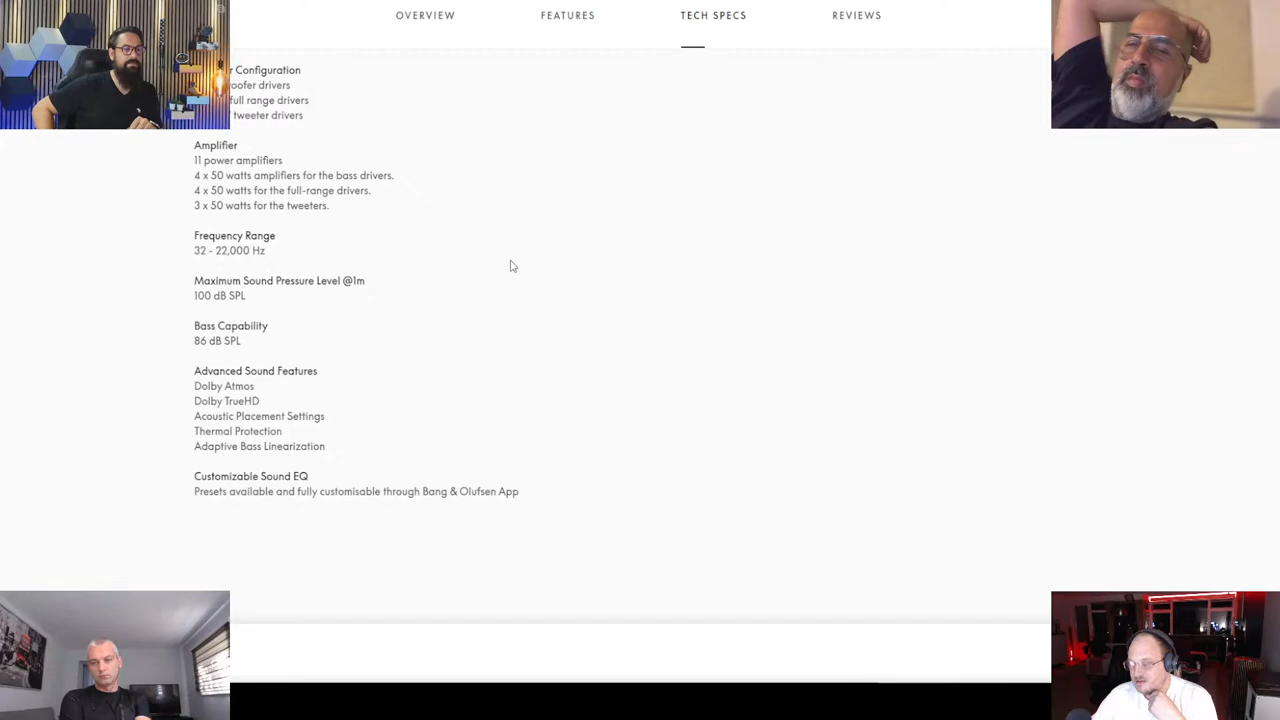 OVERVIEW FEATURES TECH SPECS REVIEWS
Configuration
drivers
full range drivers
tweeter drivers
Amplifier
11 power amplifiers
4 x 50 watts amplifiers for the bass drivers.
4 x 50 watts for the full-range drivers.
3 x 50 watts for the tweeters.
Frequency Range
32 - 22,000 Hz
Maximum Sound Pressure Level @1m
100 dB SPL
Bass Capability
86 dB SPL
Advanced Sound Features
Dolby Atmos
Dolby TrueHD
Acoustic Placement Settings
Thermal Protection
Adaptive Bass Linearization
Customizable Sound EQ
Presets available and fully customisable through Bang & Olufsen App